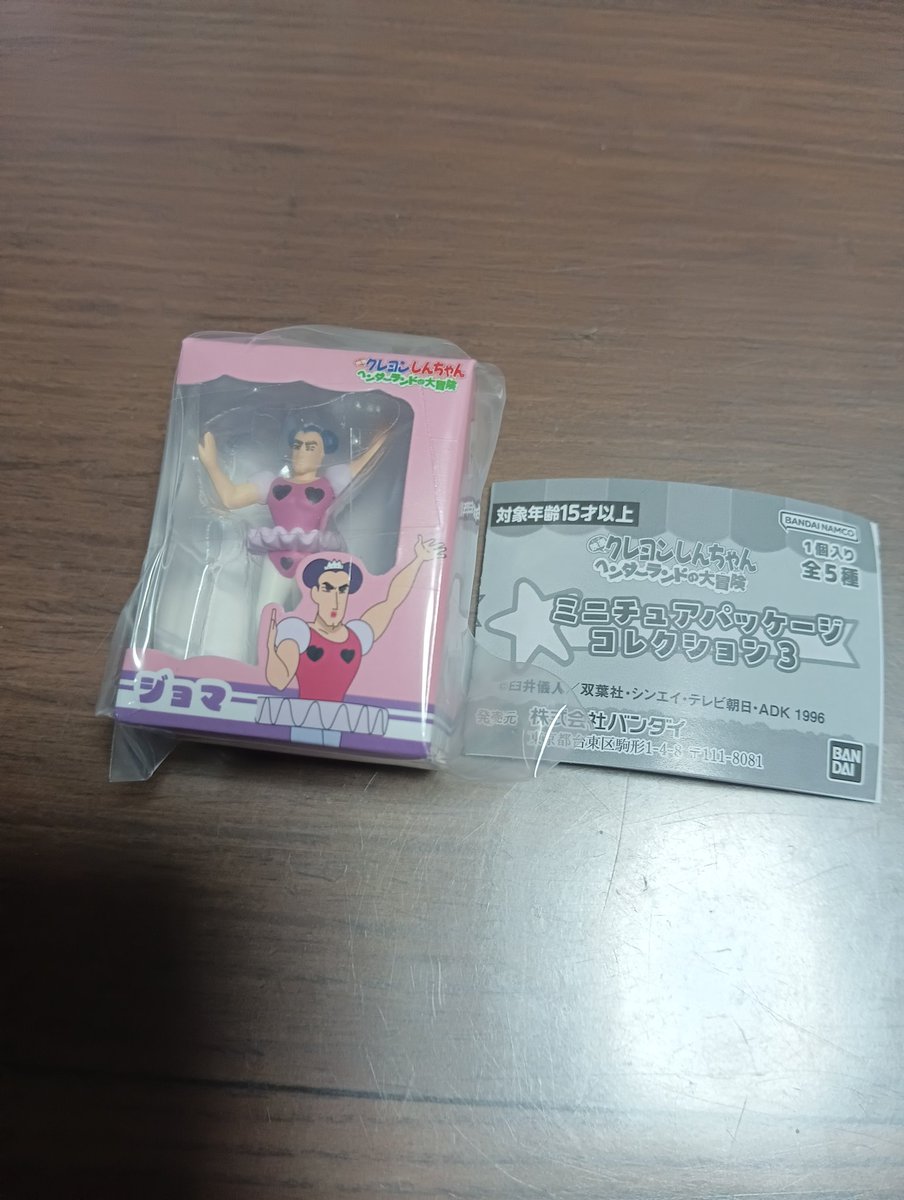 クレヨンしんちゃん
ヘンダーランドの大冒険
ジョマ
対象年齢15才以上
BANDAI NAMCO
1個入り
全5種
クレヨンしんちゃん
ヘンダーランドの大冒険
ミニチュアパッケージ
コレクション3
臼井儀人／双葉社・シンエイ・テレビ朝日・ADK 1996
発売元 株式会社バンダイ
東京都台東区駒形1-4-8 〒111-8081
BAN
DAI